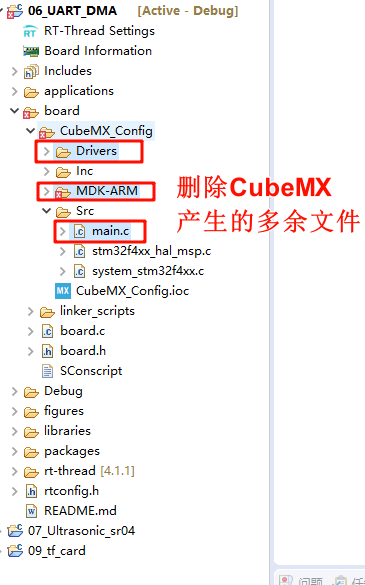 06_UART_DMA [Active - Debug]
RT-Thread Settings
Board Information
Includes
applications
board
CubeMX_Config
Drivers
Inc
MDK-ARM
删除CubeMX
产生的多余文件
Src
main.c
stm32f4xx_hal_msp.c
system_stm32f4xx.c
CubeMX_Config.ioc
linker_scripts
board.c
board.h
SConscript
Debug
figures
libraries
packages
rt-thread [4.1.1]
rtconfig.h
README.md
07_Ultrasonic_sr04
09_tf_card
问题